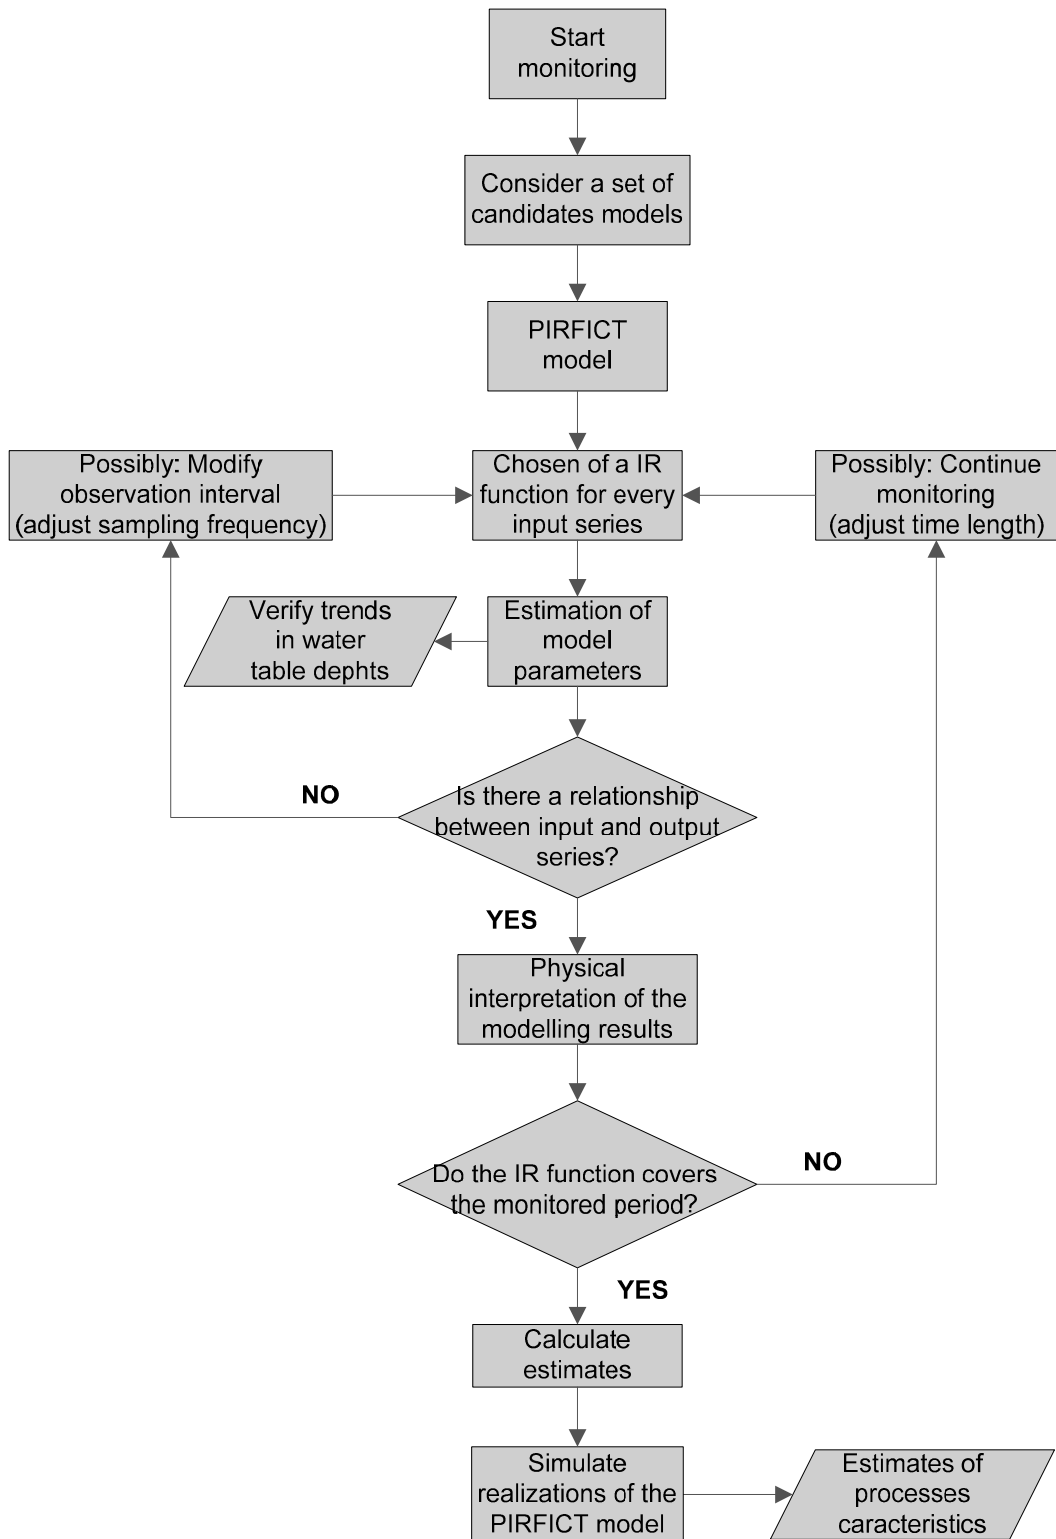 Start
monitoring
Consider a set of
candidates models
PIRFICT
model
Possibly: Modify
observation interval
(adjust sampling frequency)
Chosen of a IR
function for every
input series
Possibly: Continue
monitoring
(adjust time length)
Verify trends
in water
table dephts
Estimation of
model
parameters
NO
Is there a relationship
between input and output
series?
YES
Physical
interpretation of the
modelling results
Do the IR function covers
the monitored period?
NO
YES
Calculate
estimates
Simulate
realizations of the
PIRFICT model
Estimates of
processes
caracteristics